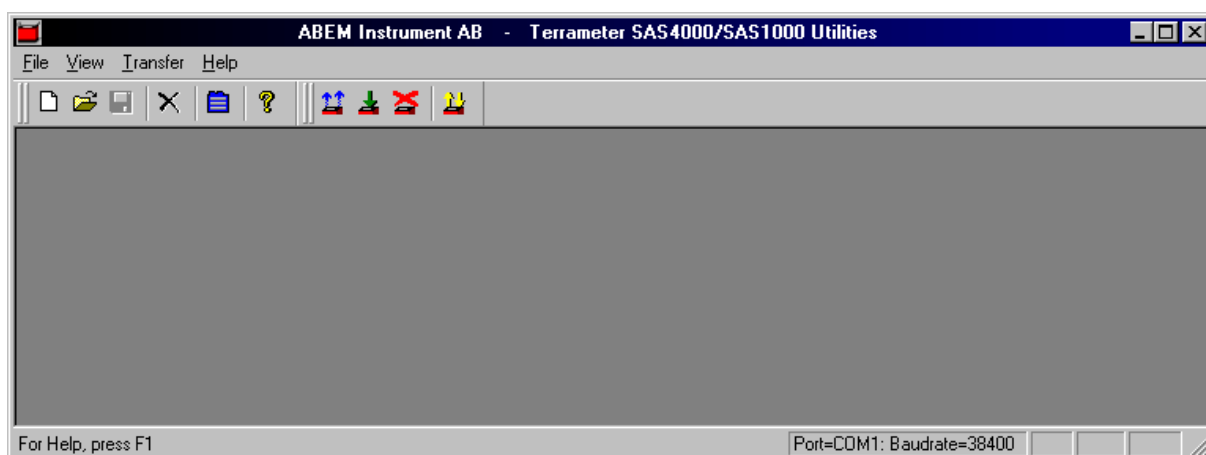 ABEM Instrument AB - Terrameter SAS4000/SAS1000 Utilities
File View Transfer Help
For Help, press F1 Port=COM1: Baudrate=38400